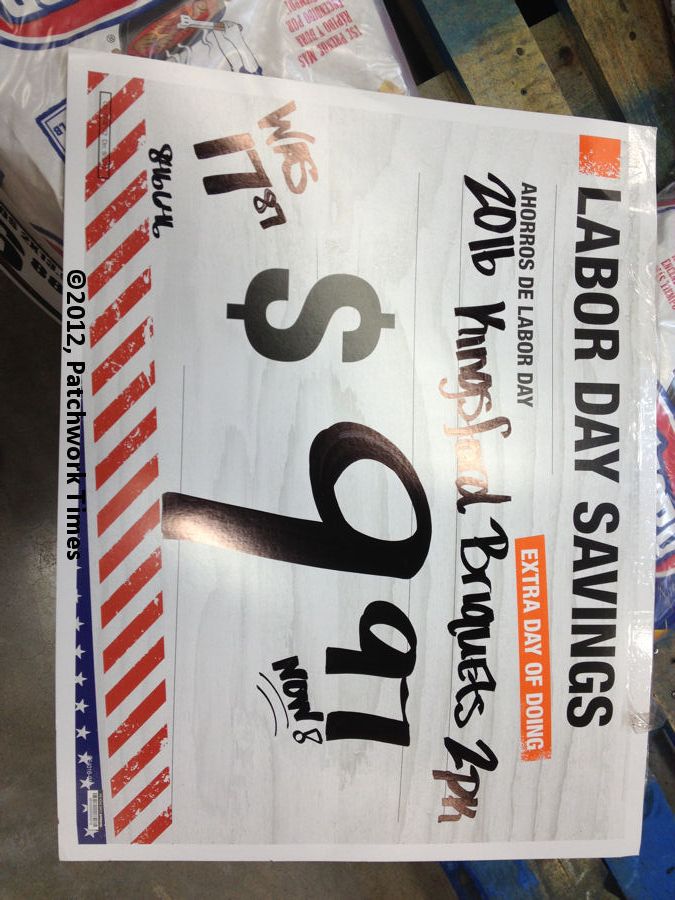 LABOR DAY SAVINGS
AHORROS DE LABOR DAY
EXTRA DAY OF DOING
20lb Kingsford Briquets 2pk
WAS
17 87
$ 9 97
NOW 8
©2012, Patchwork Times